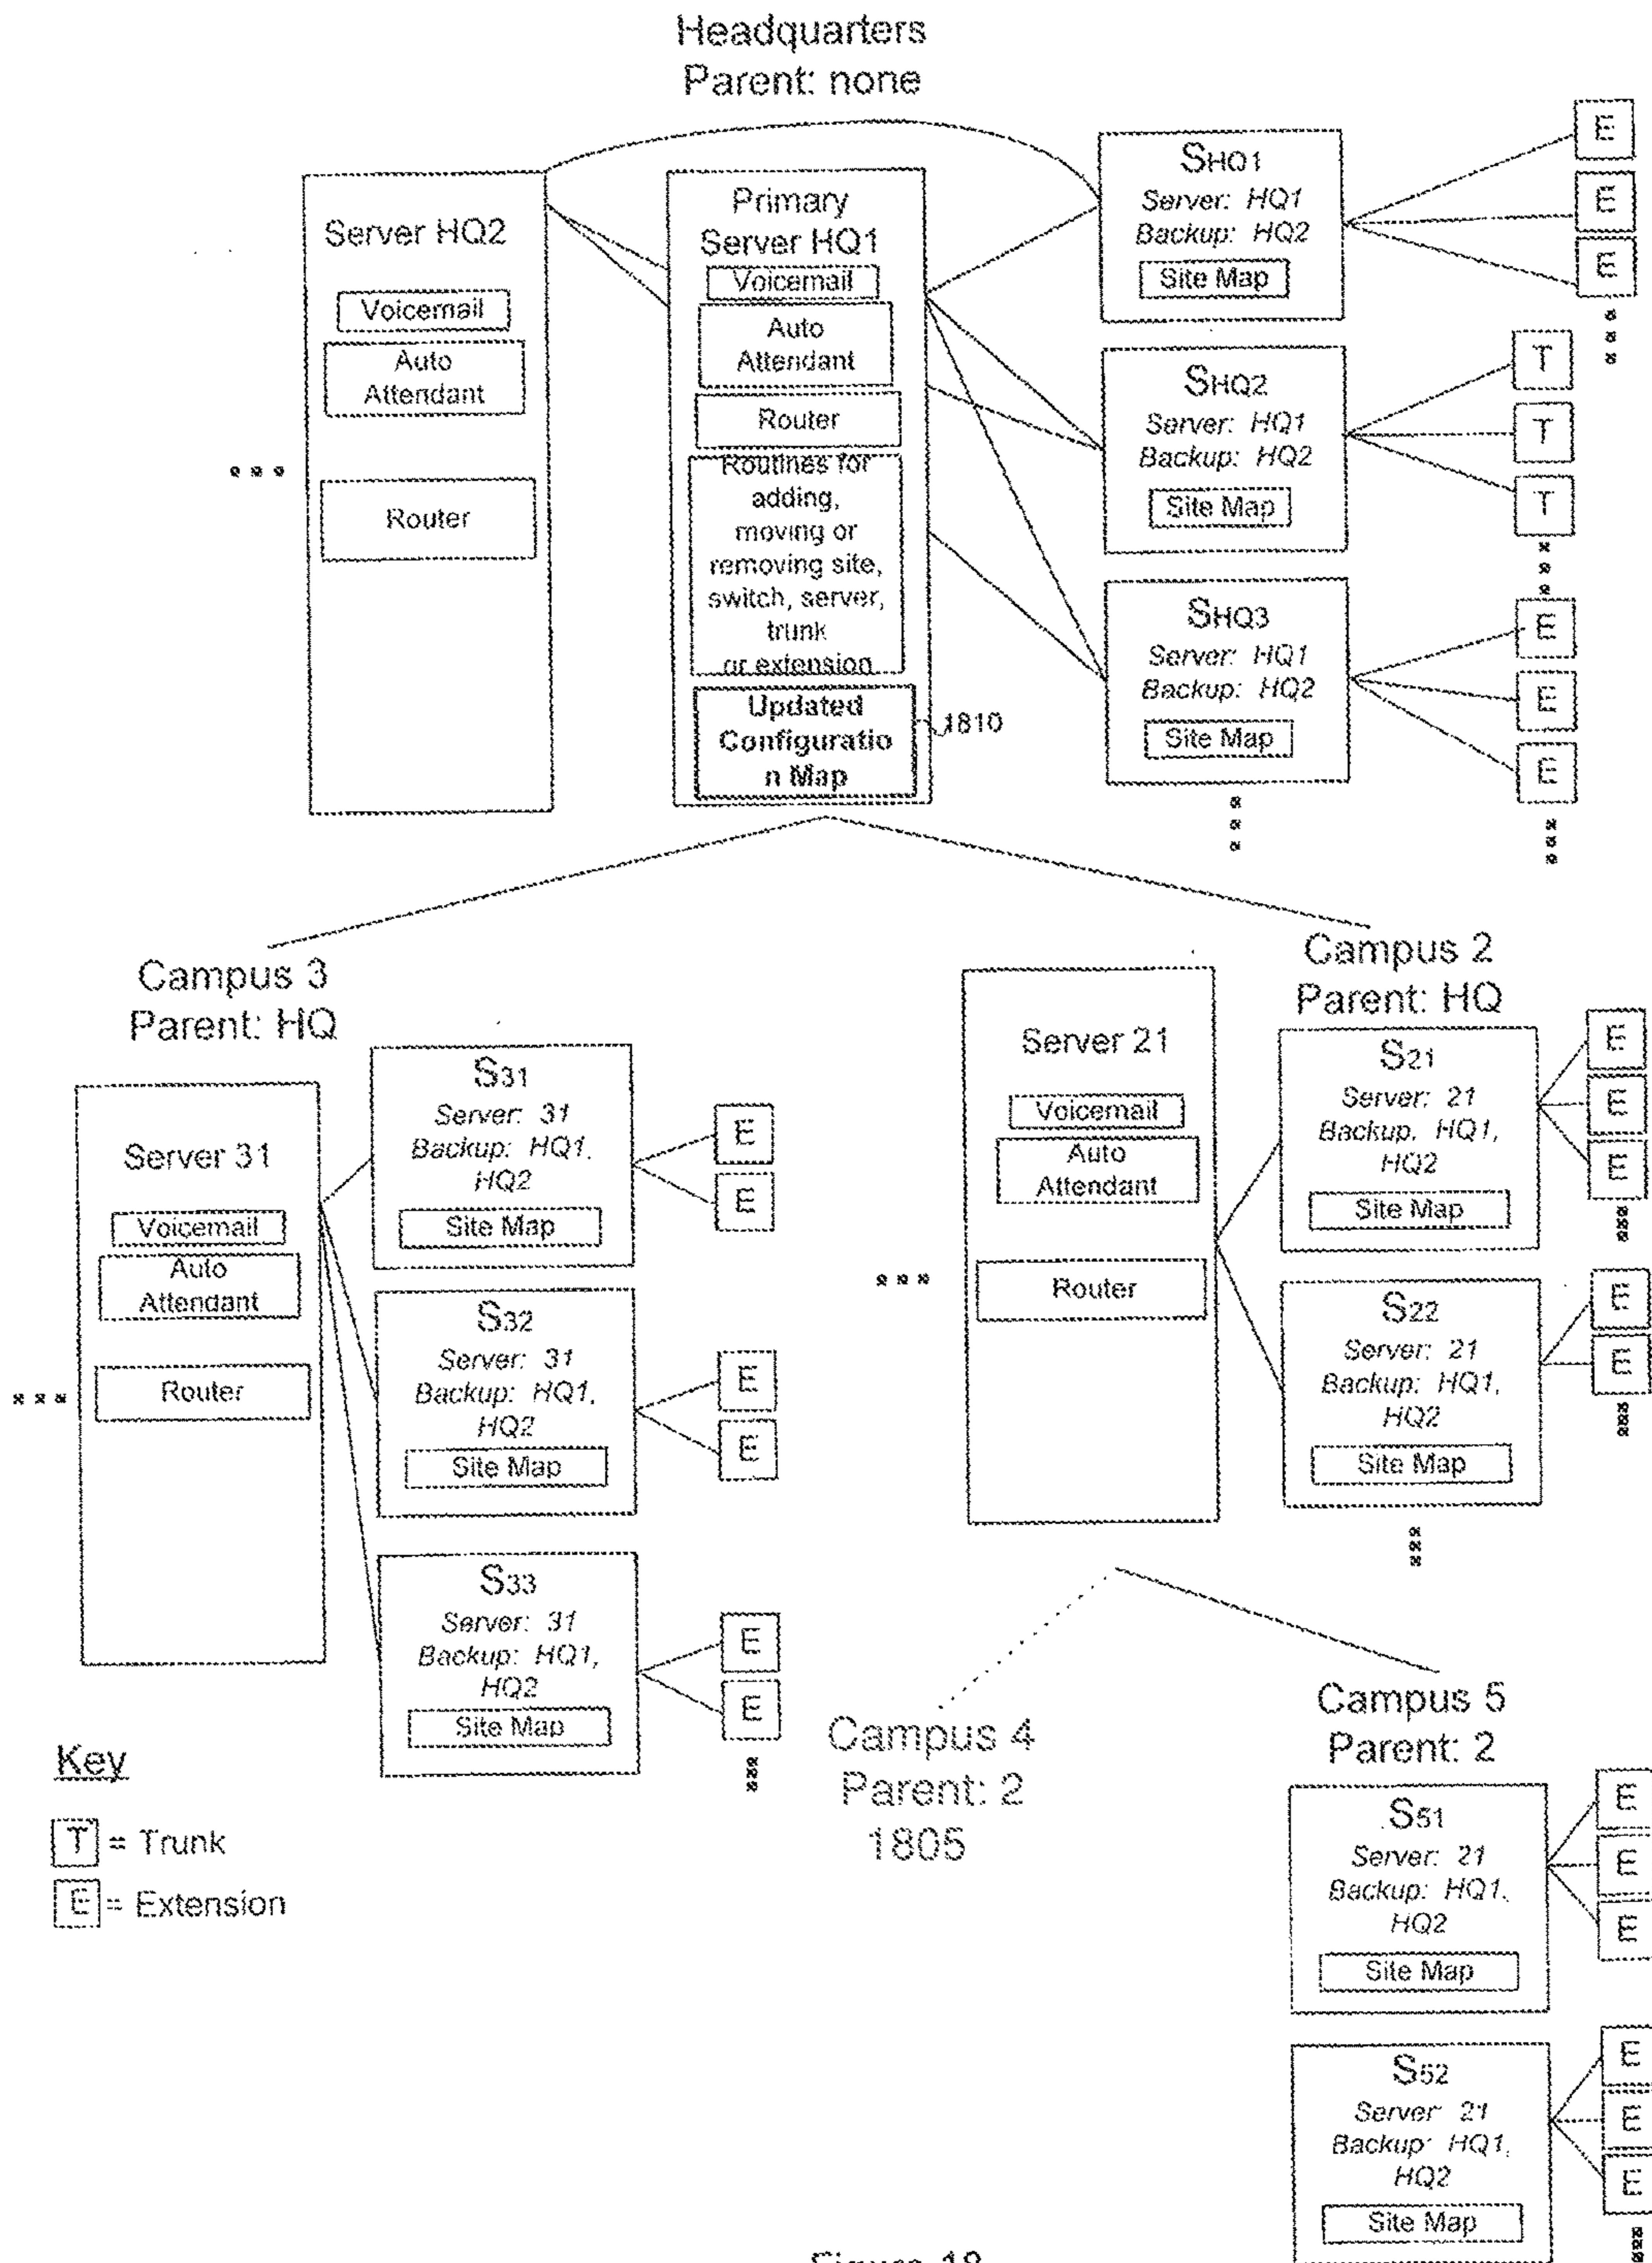 Headquarters
Parent: none
Server HQ2
Voicemail
Auto
Attendant
Router
Primary
Server HQ1
Voicemail
Auto
Attendant
Router
Routines for
adding,
moving or
removing site,
switch, server,
trunk
or extension
Updated
Configuratio
n Map
1810
SHQ1
Server: HQ1
Backup: HQ2
Site Map
E
E
E
SHQ2
Server: HQ1
Backup: HQ2
Site Map
T
T
T
SHQ3
Server: HQ1
Backup: HQ2
Site Map
E
E
E
Campus 3
Parent: HQ
Server 31
Voicemail
Auto
Attendant
Router
S31
Server: 31
Backup: HQ1,
HQ2
Site Map
E
E
S32
Server: 31
Backup: HQ1,
HQ2
Site Map
E
E
S33
Server: 31
Backup: HQ1,
HQ2
Site Map
E
E
Campus 2
Parent: HQ
Server 21
Voicemail
Auto
Attendant
Router
S21
Server: 21
Backup. HQ1,
HQ2
Site Map
E
E
E
S22
Server: 21
Backup: HQ1,
HQ2
Site Map
E
E
Campus 4
Parent: 2
1805
Campus 5
Parent: 2
S51
Server: 21
Backup: HQ1,
HQ2
Site Map
E
E
E
S52
Server: 21
Backup: HQ1,
HQ2
Site Map
E
E
E
Key
T = Trunk
E = Extension
Figure 18